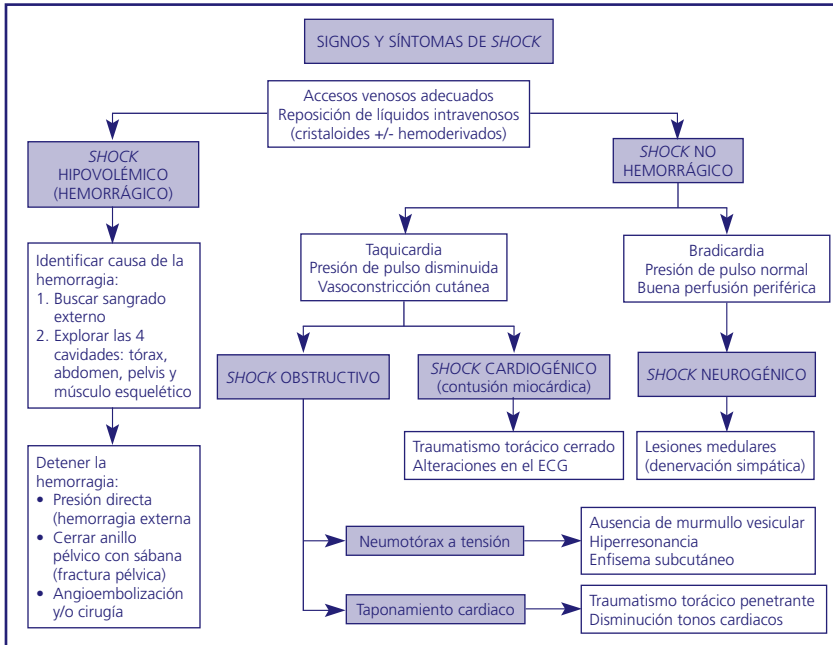 SIGNOS Y SÍNTOMAS DE SHOCK
Accesos venosos adecuados
Reposición de líquidos intravenosos
(cristaloides +/- hemoderivados)
SHOCK
HIPOVOLÉMICO
(HEMORRÁGICO)
SHOCK NO
HEMORRÁGICO
Identificar causa de la
hemorragia:
1. Buscar sangrado
externo
2. Explorar las 4
cavidades: tórax,
abdomen, pelvis y
músculo esquelético
Taquicardia
Presión de pulso disminuida
Vasoconstricción cutánea
Bradicardia
Presión de pulso normal
Buena perfusión periférica
SHOCK OBSTRUCTIVO
SHOCK CARDIOGÉNICO
(contusión miocárdica)
SHOCK NEUROGÉNICO
Traumatismo torácico cerrado
Alteraciones en el ECG
Lesiones medulares
(denervación simpática)
Detener la
hemorragia:
• Presión directa
(hemorragia externa
• Cerrar anillo
pélvico con sábana
(fractura pélvica)
• Angioembolización
y/o cirugía
Neumotórax a tensión
Ausencia de murmullo vesicular
Hiperresonancia
Enfisema subcutáneo
Taponamiento cardiaco
Traumatismo torácico penetrante
Disminución tonos cardiacos